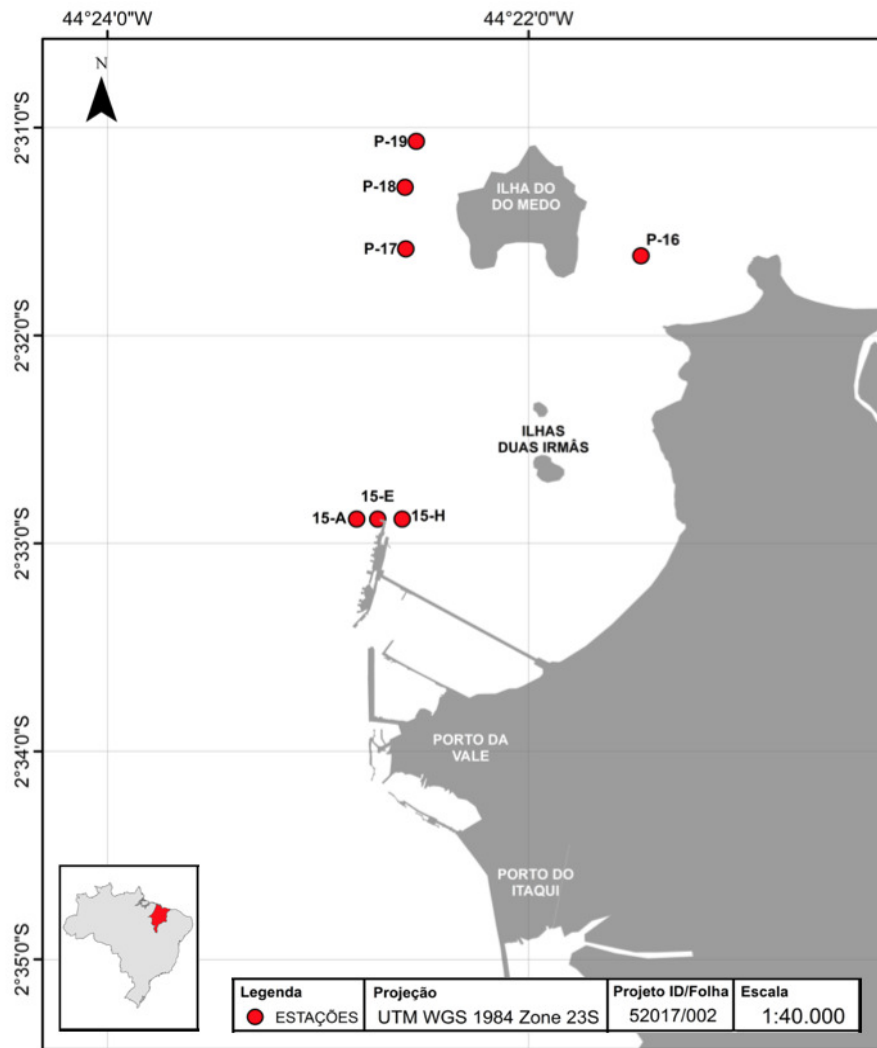 44°24'0"W
44°22'0"W
N
2°31'0"S
P-19
P-18
ILHA DO
DO MEDO
P-17
P-16
2°32'0"S
ILHAS
DUAS IRMÂS
15-E
15-A
15-H
2°33'0"S
2°34'0"S
PORTO DA
VALE
PORTO DO
ITAQUI
2°35'0"S
Legenda
ESTAÇÕES
Projeção
UTM WGS 1984 Zone 23S
Projeto ID/Folha
52017/002
Escala
1:40.000